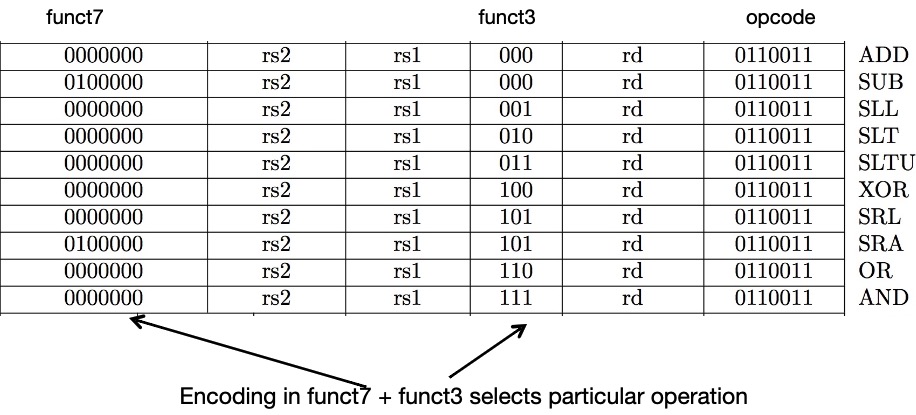 funct7 funct3 opcode
0000000 rs2 rs1 000 rd 0110011 ADD
0100000 rs2 rs1 000 rd 0110011 SUB
0000000 rs2 rs1 001 rd 0110011 SLL
0000000 rs2 rs1 010 rd 0110011 SLT
0000000 rs2 rs1 011 rd 0110011 SLTU
0000000 rs2 rs1 100 rd 0110011 XOR
0000000 rs2 rs1 101 rd 0110011 SRL
0100000 rs2 rs1 101 rd 0110011 SRA
0000000 rs2 rs1 110 rd 0110011 OR
0000000 rs2 rs1 111 rd 0110011 AND
Encoding in funct7 + funct3 selects particular operation